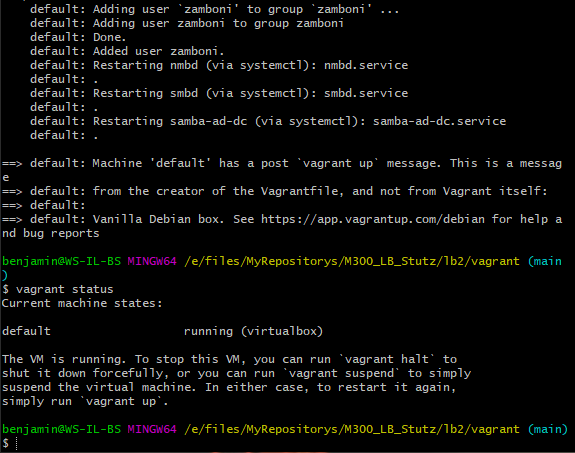 default: Adding user `zamboni' to group `zamboni' ...
default: Adding user zamboni to group zamboni
default: Done.
default: Added user zamboni.
default: Restarting nmbd (via systemctl): nmbd.service
default: .
default: Restarting smbd (via systemctl): smbd.service
default: .
default: Restarting samba-ad-dc (via systemctl): samba-ad-dc.service
default: .
==> default: Machine 'default' has a post `vagrant up` message. This is a messag
e
==> default: from the creator of the Vagrantfile, and not from Vagrant itself:
==> default:
==> default: Vanilla Debian box. See https://app.vagrantup.com/debian for help a
nd bug reports
benjamin@WS-IL-BS MINGW64 /e/files/MyRepositorys/M300_LB_Stutz/lb2/vagrant (main
)
$ vagrant status
Current machine states:
default                   running (virtualbox)
The VM is running. To stop this VM, you can run `vagrant halt` to
shut it down forcefully, or you can run `vagrant suspend` to simply
suspend the virtual machine. In either case, to restart it again,
simply run `vagrant up`.
benjamin@WS-IL-BS MINGW64 /e/files/MyRepositorys/M300_LB_Stutz/lb2/vagrant (main)
$